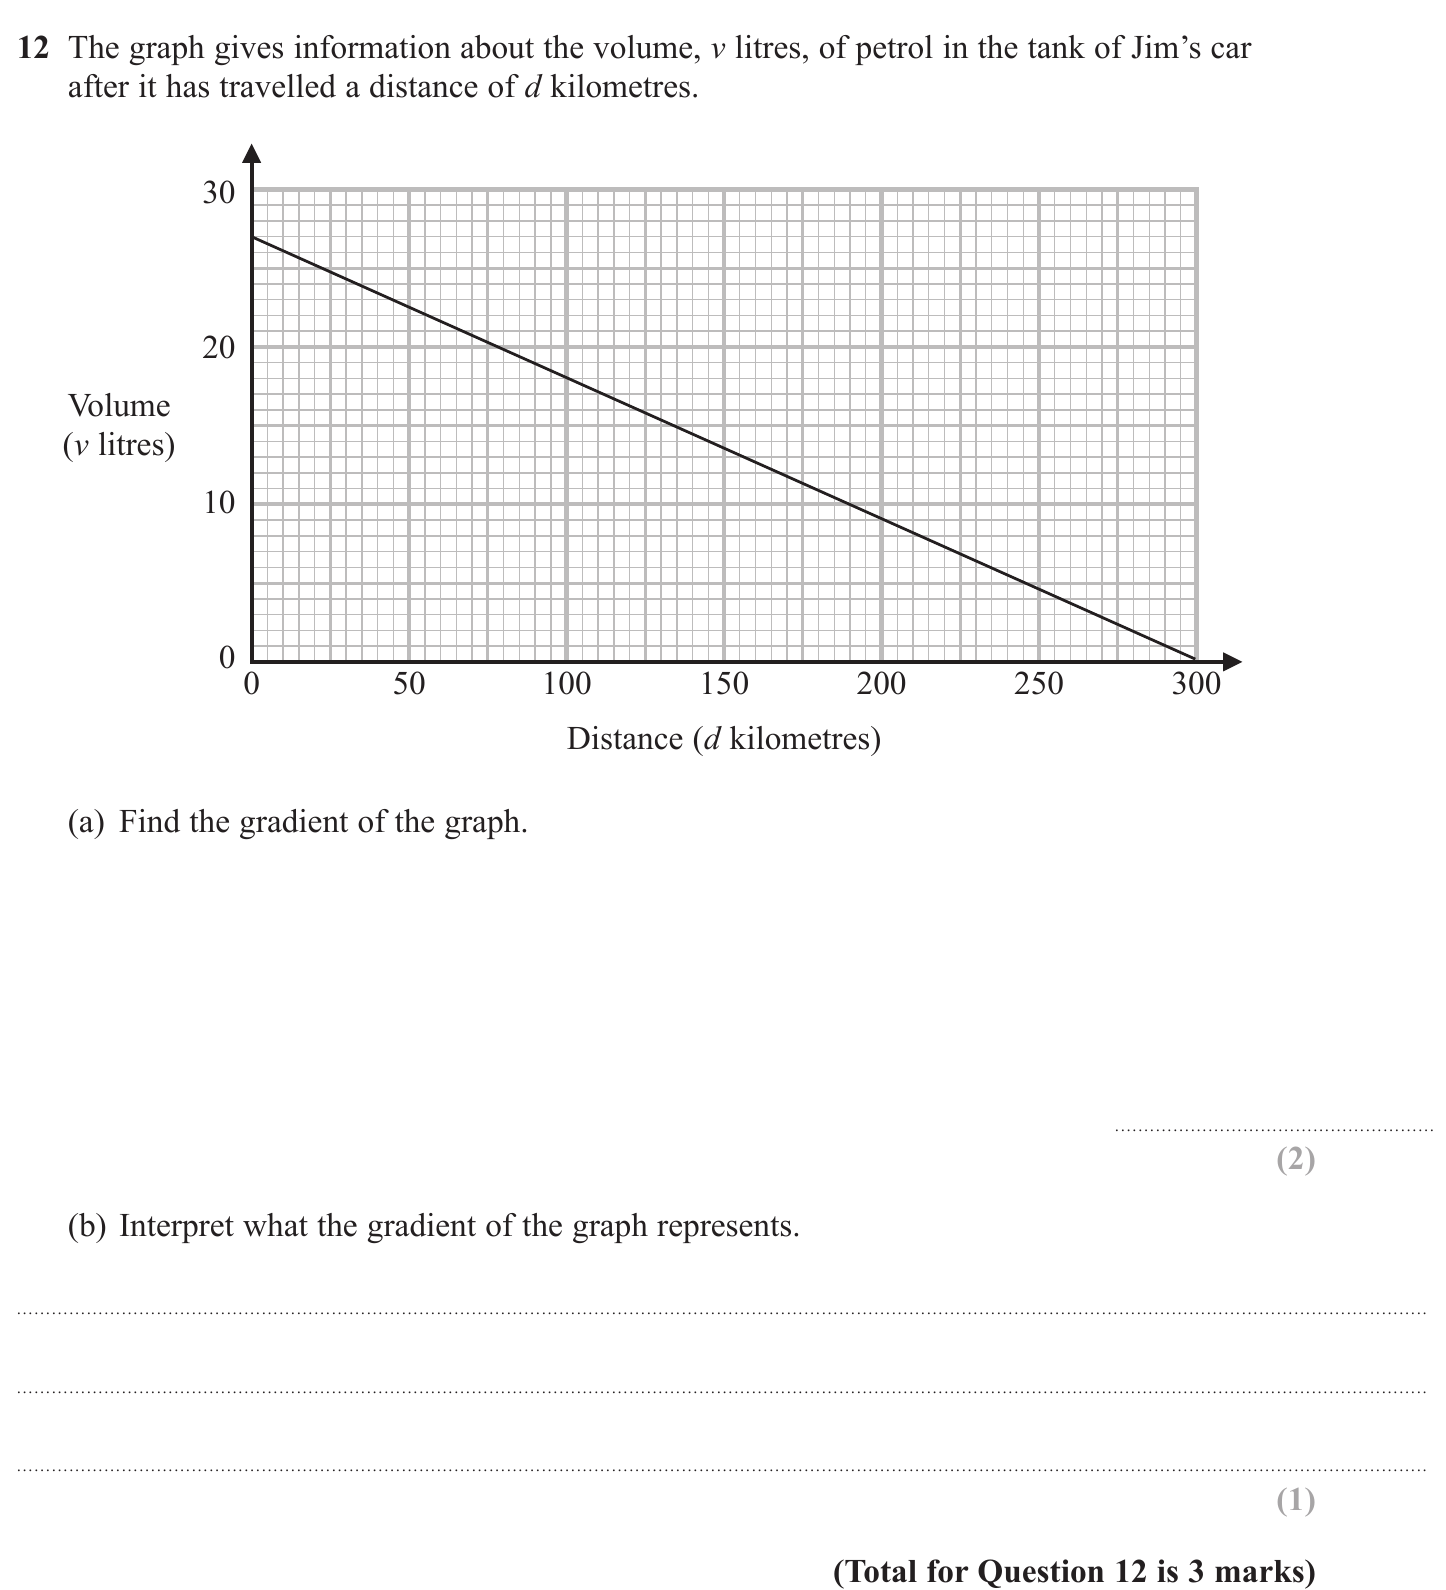 12 The graph gives information about the volume, v litres, of petrol in the tank of Jim’s car
after it has travelled a distance of d kilometres.
30
20
Volume
(v litres)
10
0
0 50 100 150 200 250 300
Distance (d kilometres)
(a) Find the gradient of the graph.
(2)
(b) Interpret what the gradient of the graph represents.
(1)
(Total for Question 12 is 3 marks)